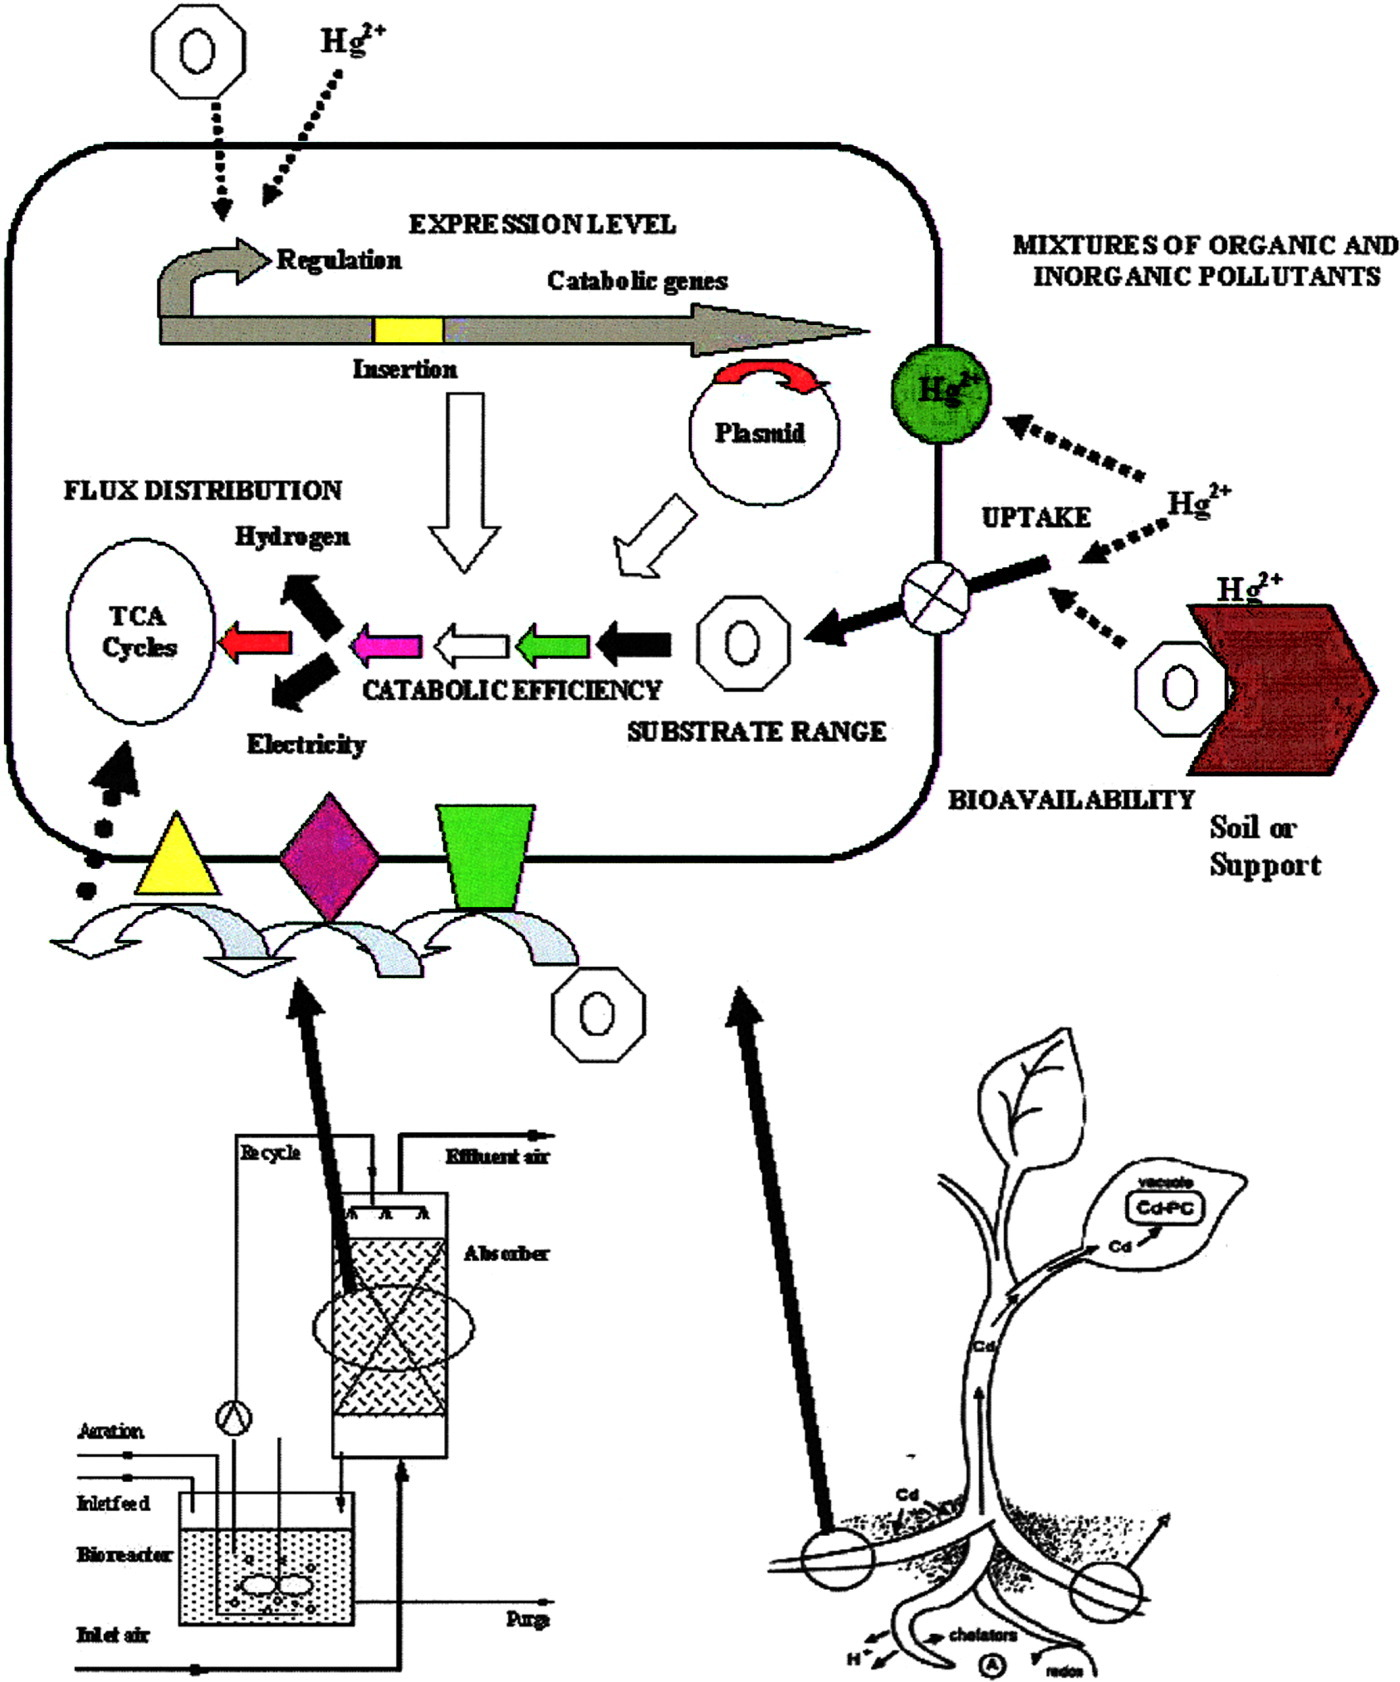 Hg2+
EXPRESSION LEVEL
Regulation
Catabolic genes
MIXTURES OF ORGANIC AND
INORGANIC POLLUTANTS
Insertion
Hg2+
Plasmid
FLUX DISTRIBUTION
Hydrogen
UPTAKE
Hg2+
Hg2+
TCA
Cycles
CATABOLIC EFFICIENCY
SUBSTRATE RANGE
Electricity
BIOAVAILABILITY
Soil or
Support
Recycle
Effluent air
Absorber
vacuole
Cd-PC
Cd
Cd
Aeration
Inlet feed
Cd
Bioreactor
Inlet air
Purge
H+
chelators
A
redox